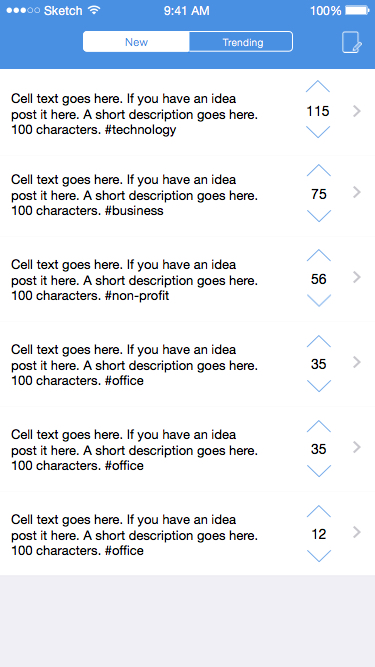 Sketch 9:41 AM 100%
New Trending
Cell text goes here. If you have an idea
post it here. A short description goes here.
100 characters. #technology
115
Cell text goes here. If you have an idea
post it here. A short description goes here.
100 characters. #business
75
Cell text goes here. If you have an idea
post it here. A short description goes here.
100 characters. #non-profit
56
Cell text goes here. If you have an idea
post it here. A short description goes here.
100 characters. #office
35
Cell text goes here. If you have an idea
post it here. A short description goes here.
100 characters. #office
35
Cell text goes here. If you have an idea
post it here. A short description goes here.
100 characters. #office
12